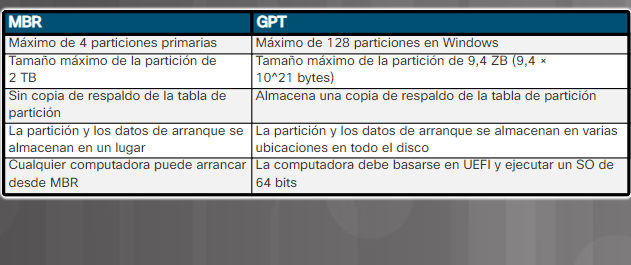 MBR
GPT
Máximo de 4 particiones primarias
Máximo de 128 particiones en Windows
Tamaño máximo de la partición de
2 TB
Tamaño máximo de la partición de 9,4 ZB (9,4 ×
10^21 bytes)
Sin copia de respaldo de la tabla de
partición
Almacena una copia de respaldo de la tabla de partición
La partición y los datos de arranque se
almacenan en un lugar
La partición y los datos de arranque se almacenan en varias
ubicaciones en todo el disco
Cualquier computadora puede arrancar
desde MBR
La computadora debe basarse en UEFI y ejecutar un SO de
64 bits